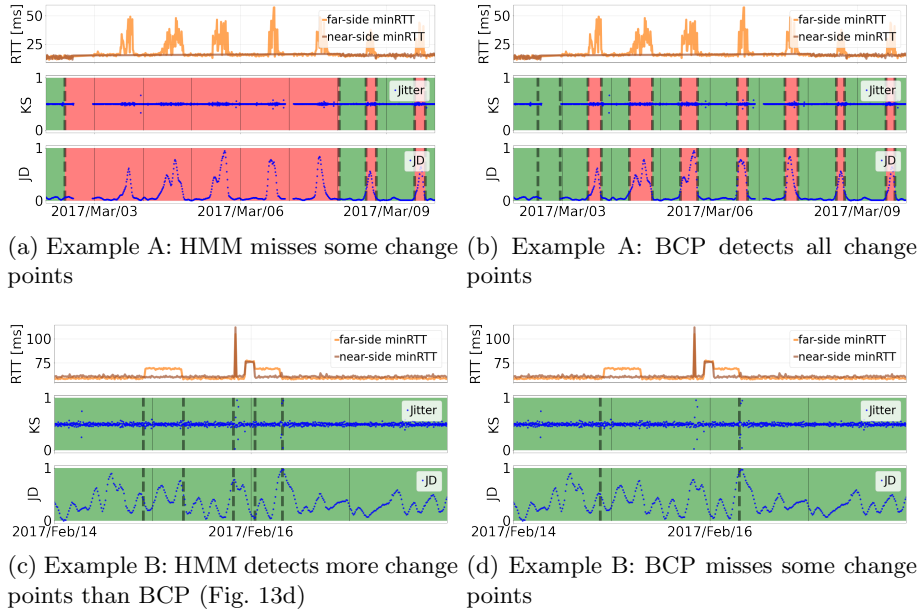 RTT [ms]
50
25
far-side minRTT
near-side minRTT
KS
1
0
Jitter
JD
1
0
JD
2017/Mar/03 2017/Mar/06 2017/Mar/09
(a) Example A: HMM misses some change
points
RTT [ms]
50
25
far-side minRTT
near-side minRTT
KS
1
0
Jitter
JD
1
0
JD
2017/Mar/03 2017/Mar/06 2017/Mar/09
(b) Example A: BCP detects all change
points
RTT [ms]
100
75
far-side minRTT
near-side minRTT
KS
1
0
Jitter
JD
1
0
JD
2017/Feb/14 2017/Feb/16
(c) Example B: HMM detects more change
points than BCP (Fig. 13d)
RTT [ms]
100
75
far-side minRTT
near-side minRTT
KS
1
0
Jitter
JD
1
0
JD
2017/Feb/14 2017/Feb/16
(d) Example B: BCP misses some change
points